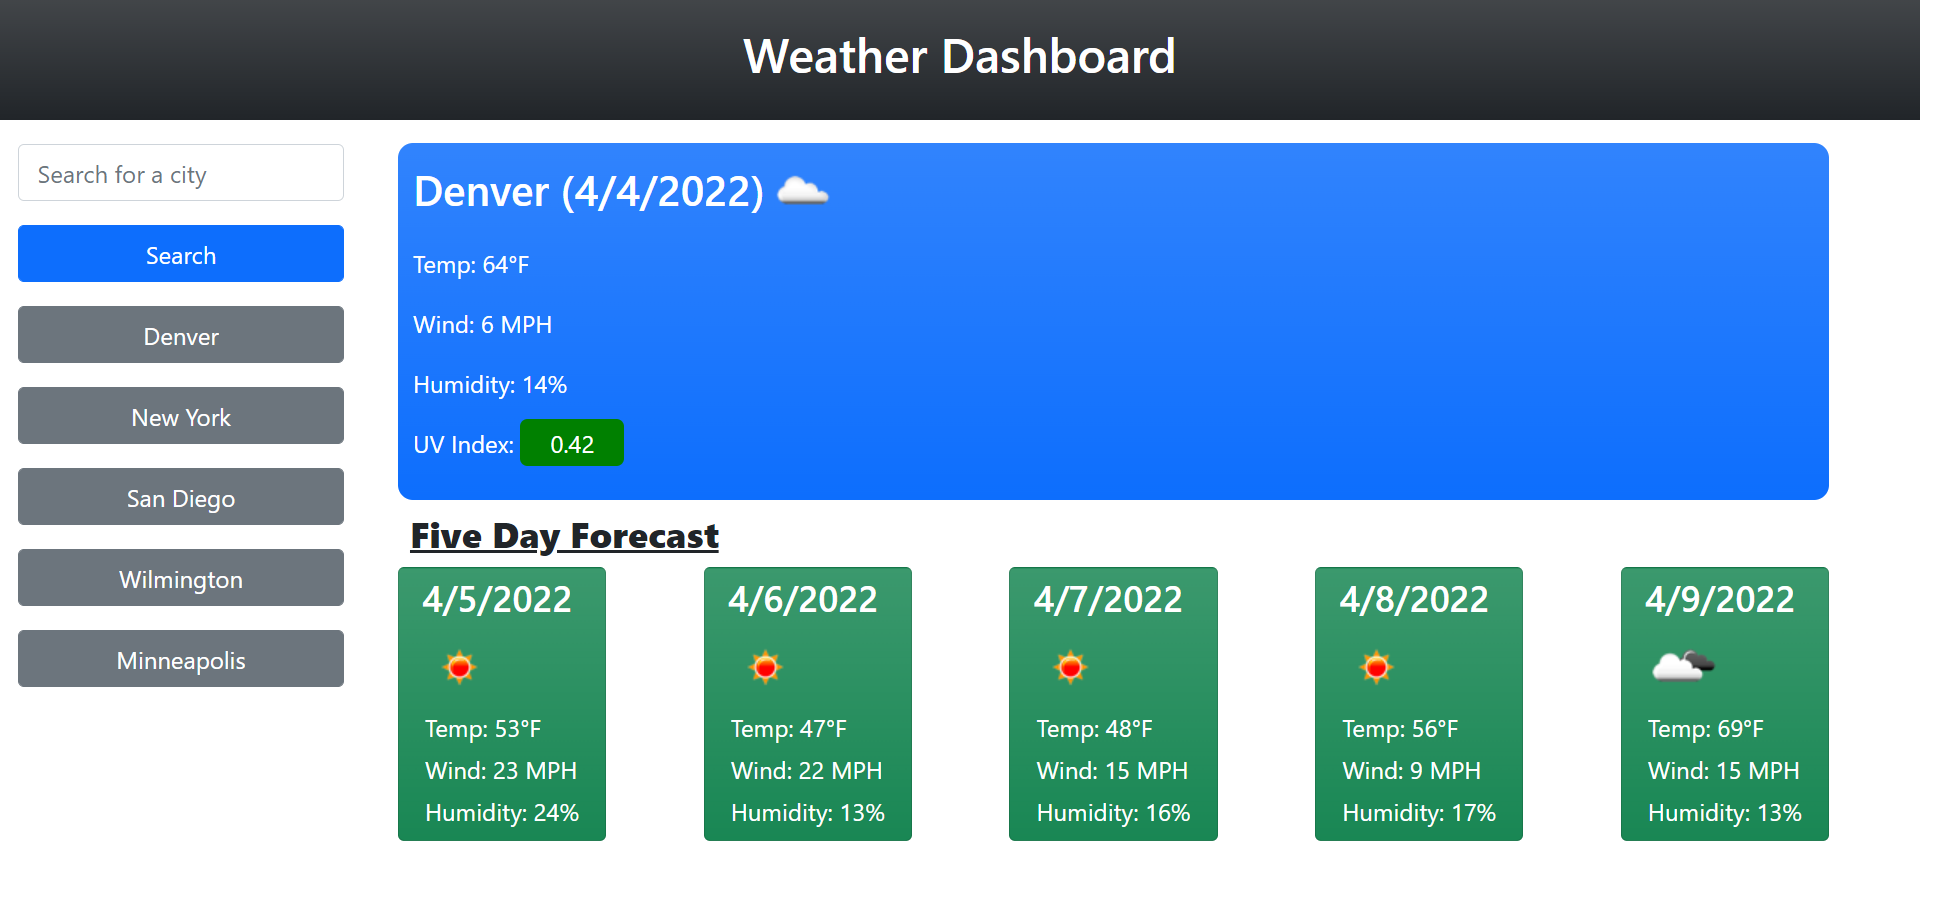 Weather Dashboard
Search for a city
Search
Denver
New York
San Diego
Wilmington
Minneapolis
Denver (4/4/2022)
Temp: 64°F
Wind: 6 MPH
Humidity: 14%
UV Index: 0.42
Five Day Forecast
4/5/2022
Temp: 53°F
Wind: 23 MPH
Humidity: 24%
4/6/2022
Temp: 47°F
Wind: 22 MPH
Humidity: 13%
4/7/2022
Temp: 48°F
Wind: 15 MPH
Humidity: 16%
4/8/2022
Temp: 56°F
Wind: 9 MPH
Humidity: 17%
4/9/2022
Temp: 69°F
Wind: 15 MPH
Humidity: 13%